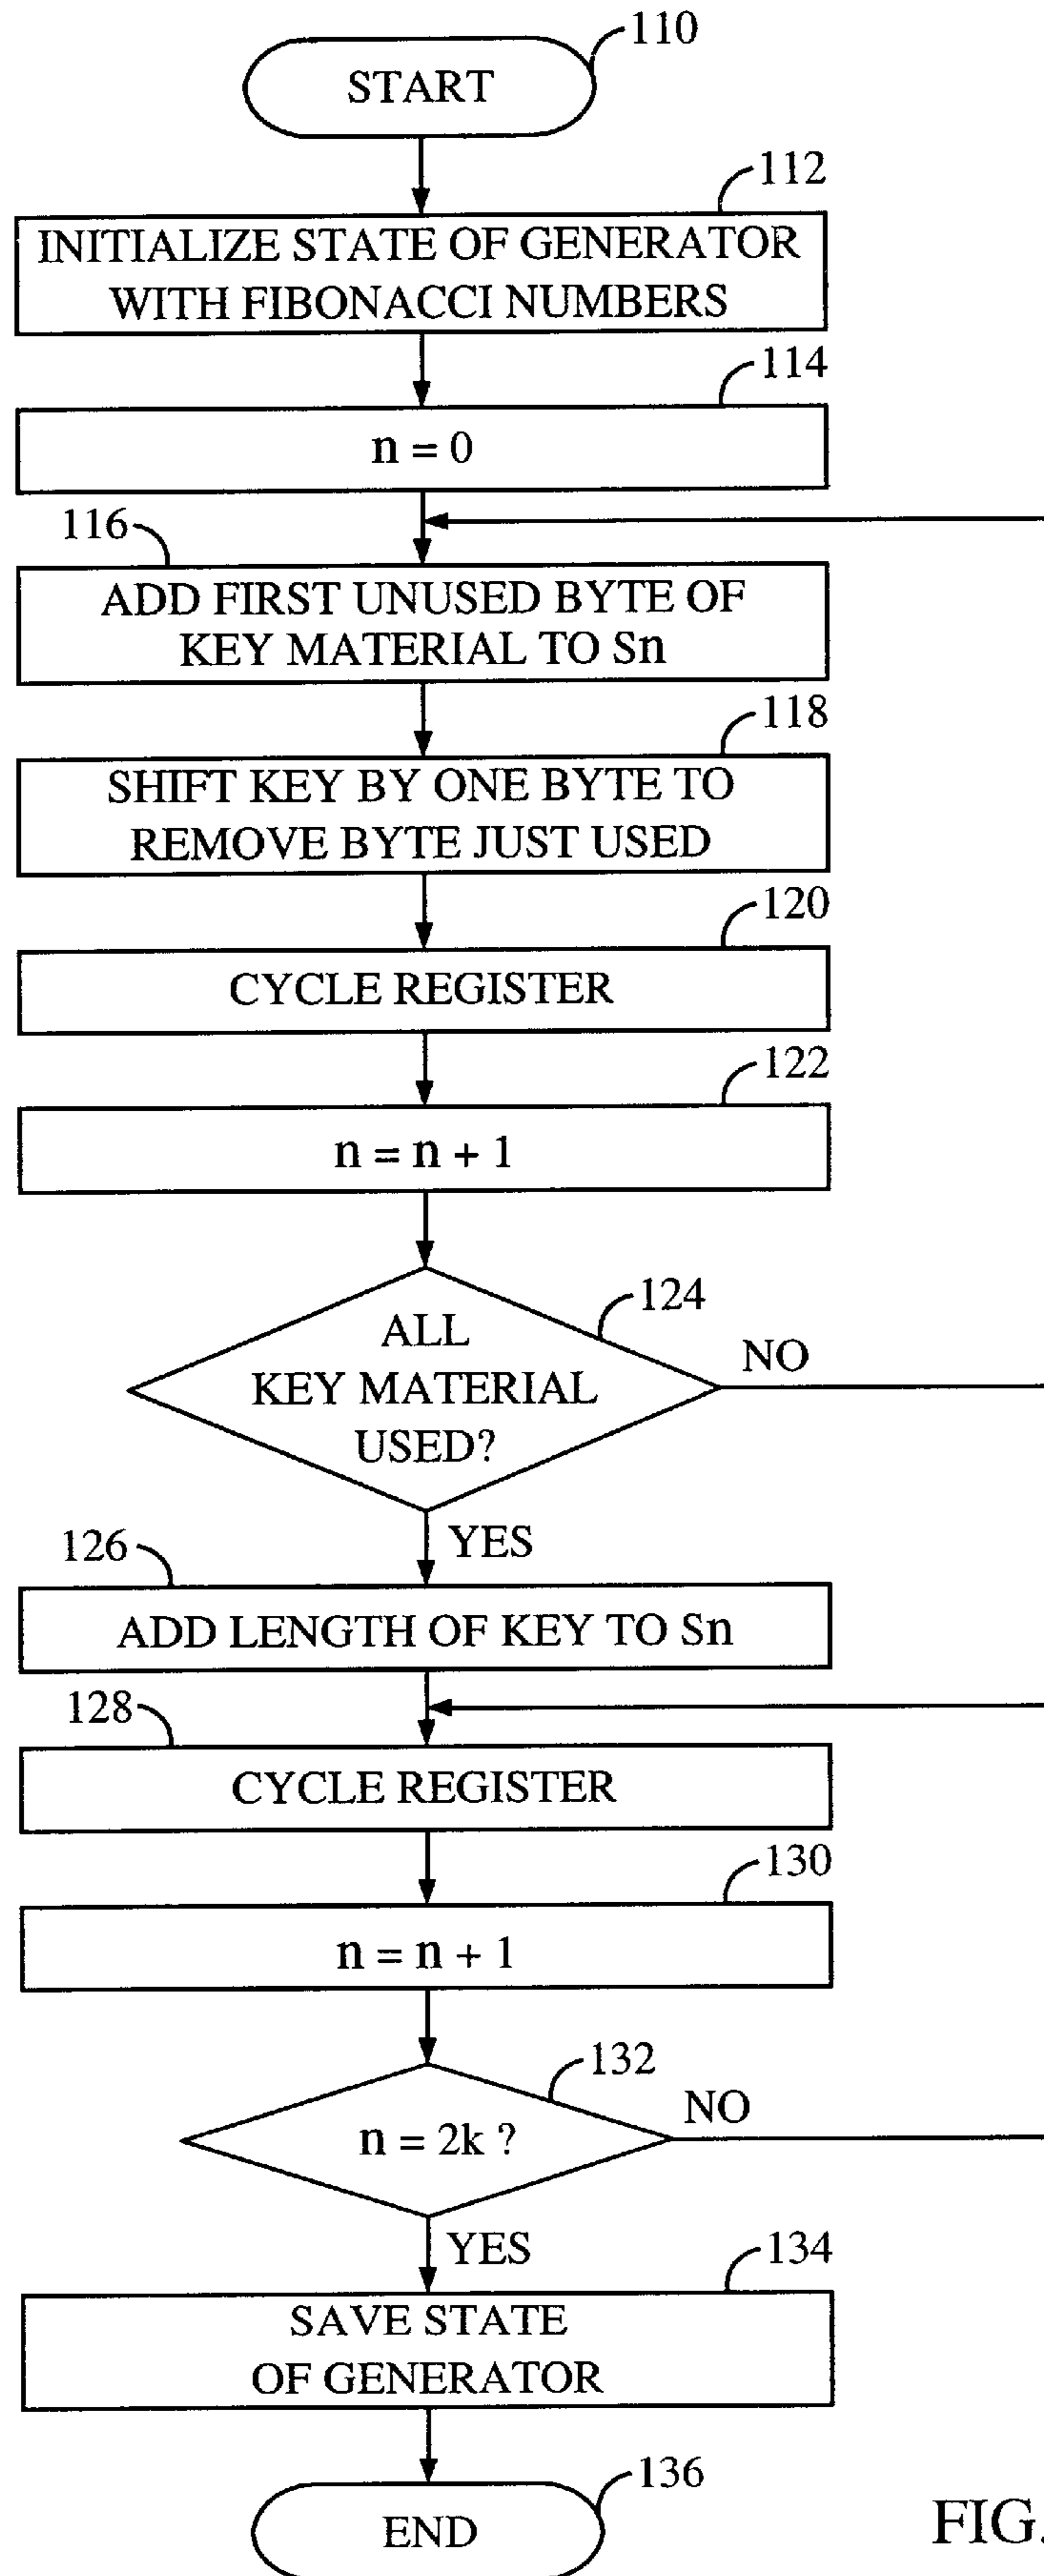 110
START
112
INITIALIZE STATE OF GENERATOR
WITH FIBONACCI NUMBERS
114
n = 0
116
ADD FIRST UNUSED BYTE OF
KEY MATERIAL TO Sn
118
SHIFT KEY BY ONE BYTE TO
REMOVE BYTE JUST USED
120
CYCLE REGISTER
122
n = n + 1
124
ALL
KEY MATERIAL
USED?
NO
YES
126
ADD LENGTH OF KEY TO Sn
128
CYCLE REGISTER
130
n = n + 1
132
n = 2k ?
NO
YES
134
SAVE STATE
OF GENERATOR
136
END
FIG.